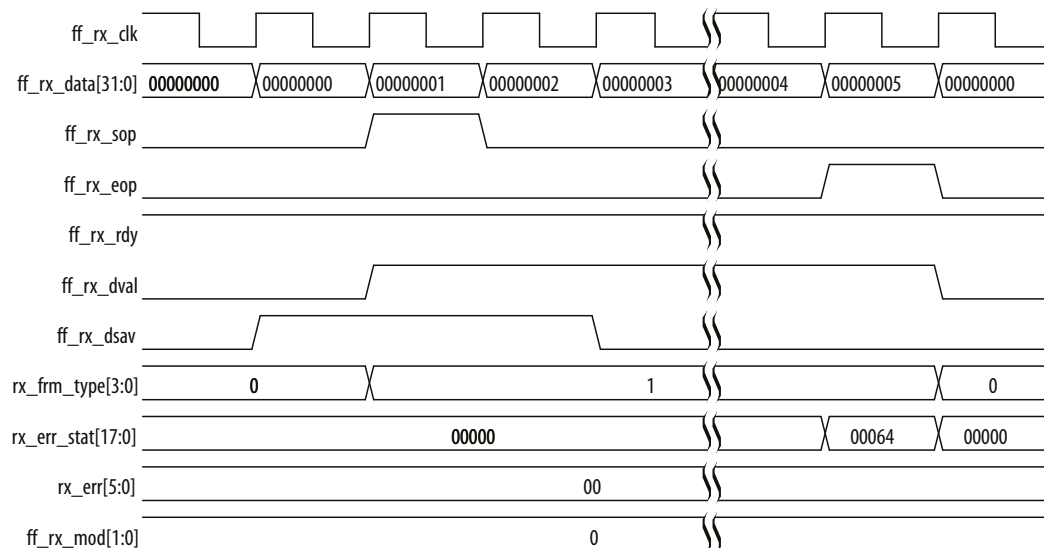 ff_rx_clk
ff_rx_data[31:0] 00000000 00000000 00000001 00000002 00000003 00000004 00000005 00000000
ff_rx_sop
ff_rx_eop
ff_rx_rdy
ff_rx_dval
ff_rx_dsav
rx_frm_type[3:0] 0 1 0
rx_err_stat[17:0] 00000 00064 00000
rx_err[5:0] 00
ff_rx_mod[1:0] 0